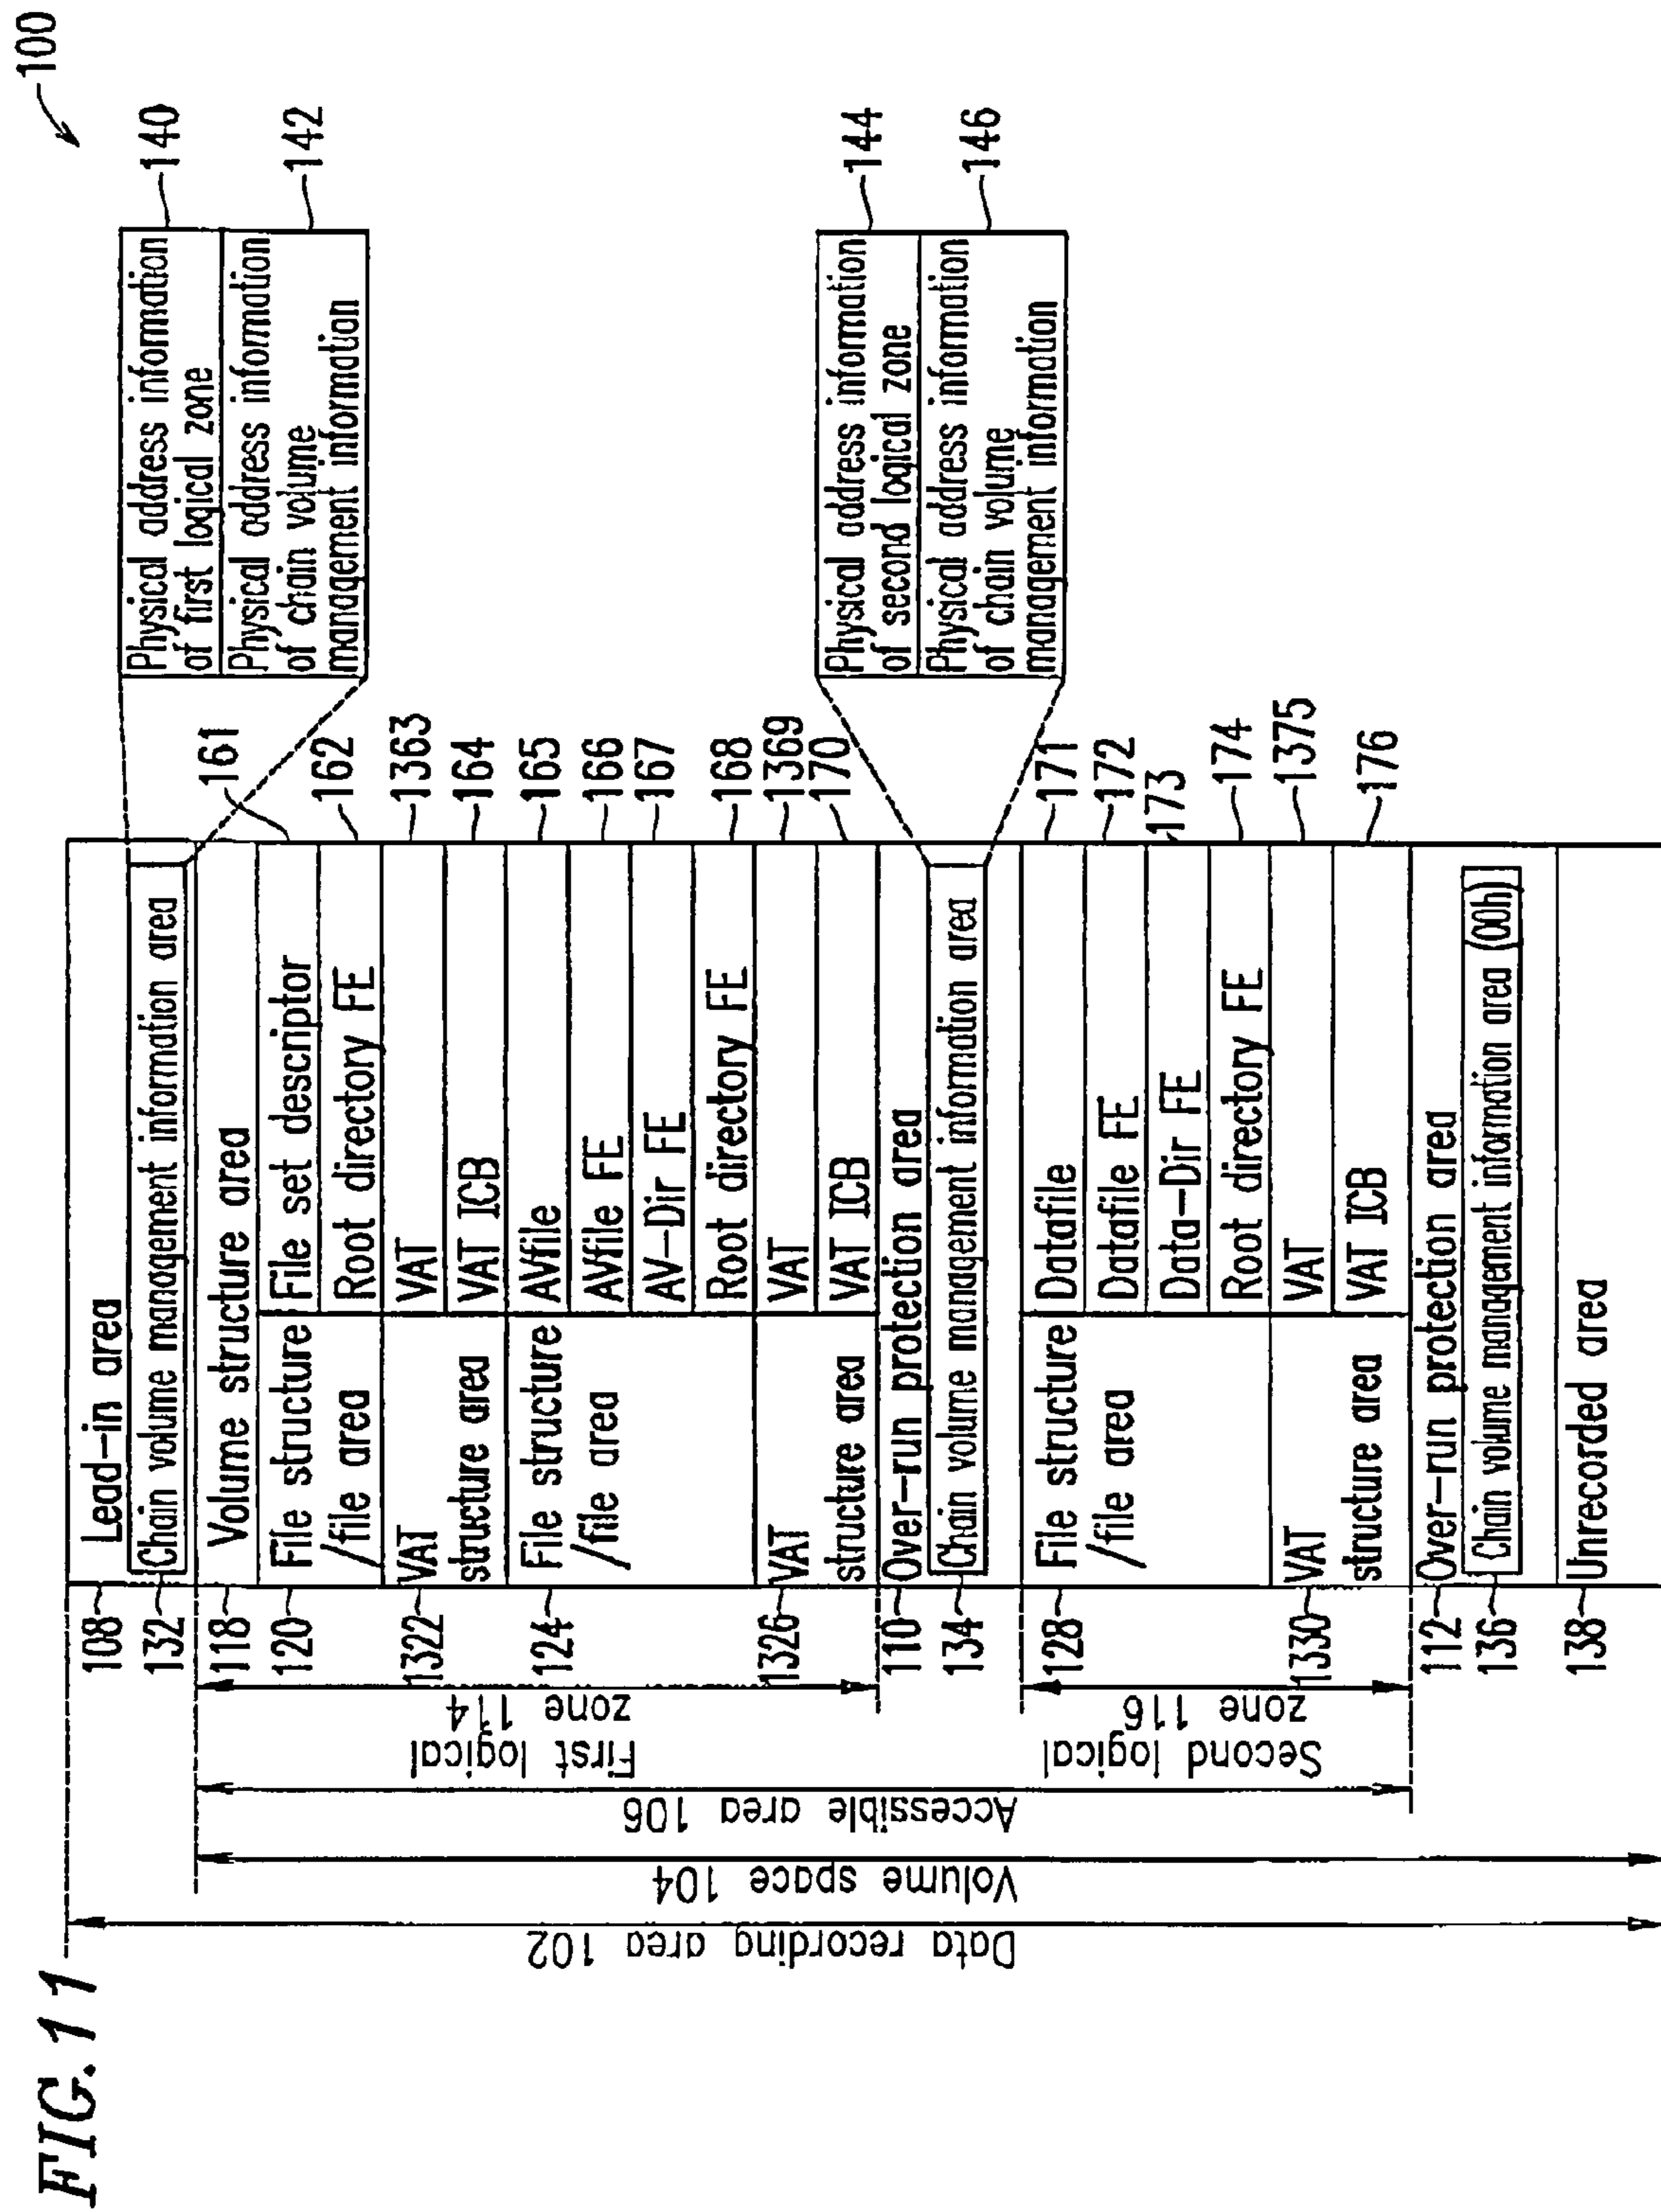 FIG.11
100
Data recording area 102
Volume space 104
Accessible area 106
First logical
zone 114
Second logical
zone 116
108
Lead-in area
132
Chain volume management information area
Physical address information
of first logical zone
140
Physical address information
of chain volume
management information
142
118
Volume structure area
120
File structure
/file area
File set descriptor
161
Root directory FE
162
1322
VAT
structure area
VAT
1363
VAT ICB
164
124
File structure
/file area
AVfile
165
AVfile FE
166
AV-Dir FE
167
Root directory FE
168
1326
VAT
structure area
VAT
1369
VAT ICB
170
110
Over-run protection area
134
Chain volume management information area
Physical address information
of second logical zone
144
Physical address information
of chain volume
management information
146
128
File structure
/file area
Datafile
171
Datafile FE
172
Data-Dir FE
173
Root directory FE
174
1330
VAT
structure area
VAT
1375
VAT ICB
176
112
Over-run protection area
136
Chain volume management information area (00h)
138
Unrecorded area